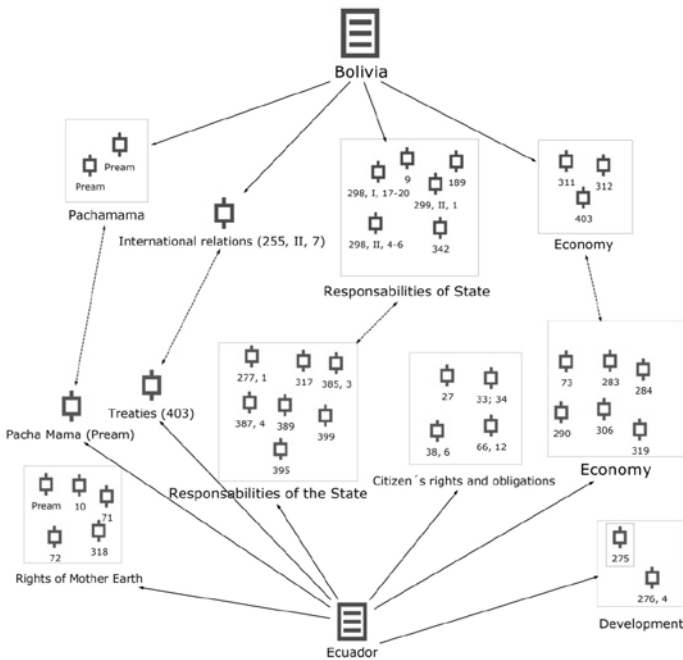 Bolivia
Pream
Pream
Pachamama
International relations (255, II, 7)
298, I, 17-20
9
189
299, II, 1
298, II, 4-6
342
Responsabilities of State
311
312
403
Economy
Pacha Mama (Pream)
Treaties (403)
277, 1
317
385, 3
387, 4
389
399
395
Responsabilities of the State
27
33; 34
38, 6
66, 12
Citizen´s rights and obligations
73
283
284
290
306
319
Economy
Pream
10
71
72
318
Rights of Mother Earth
275
276, 4
Development
Ecuador